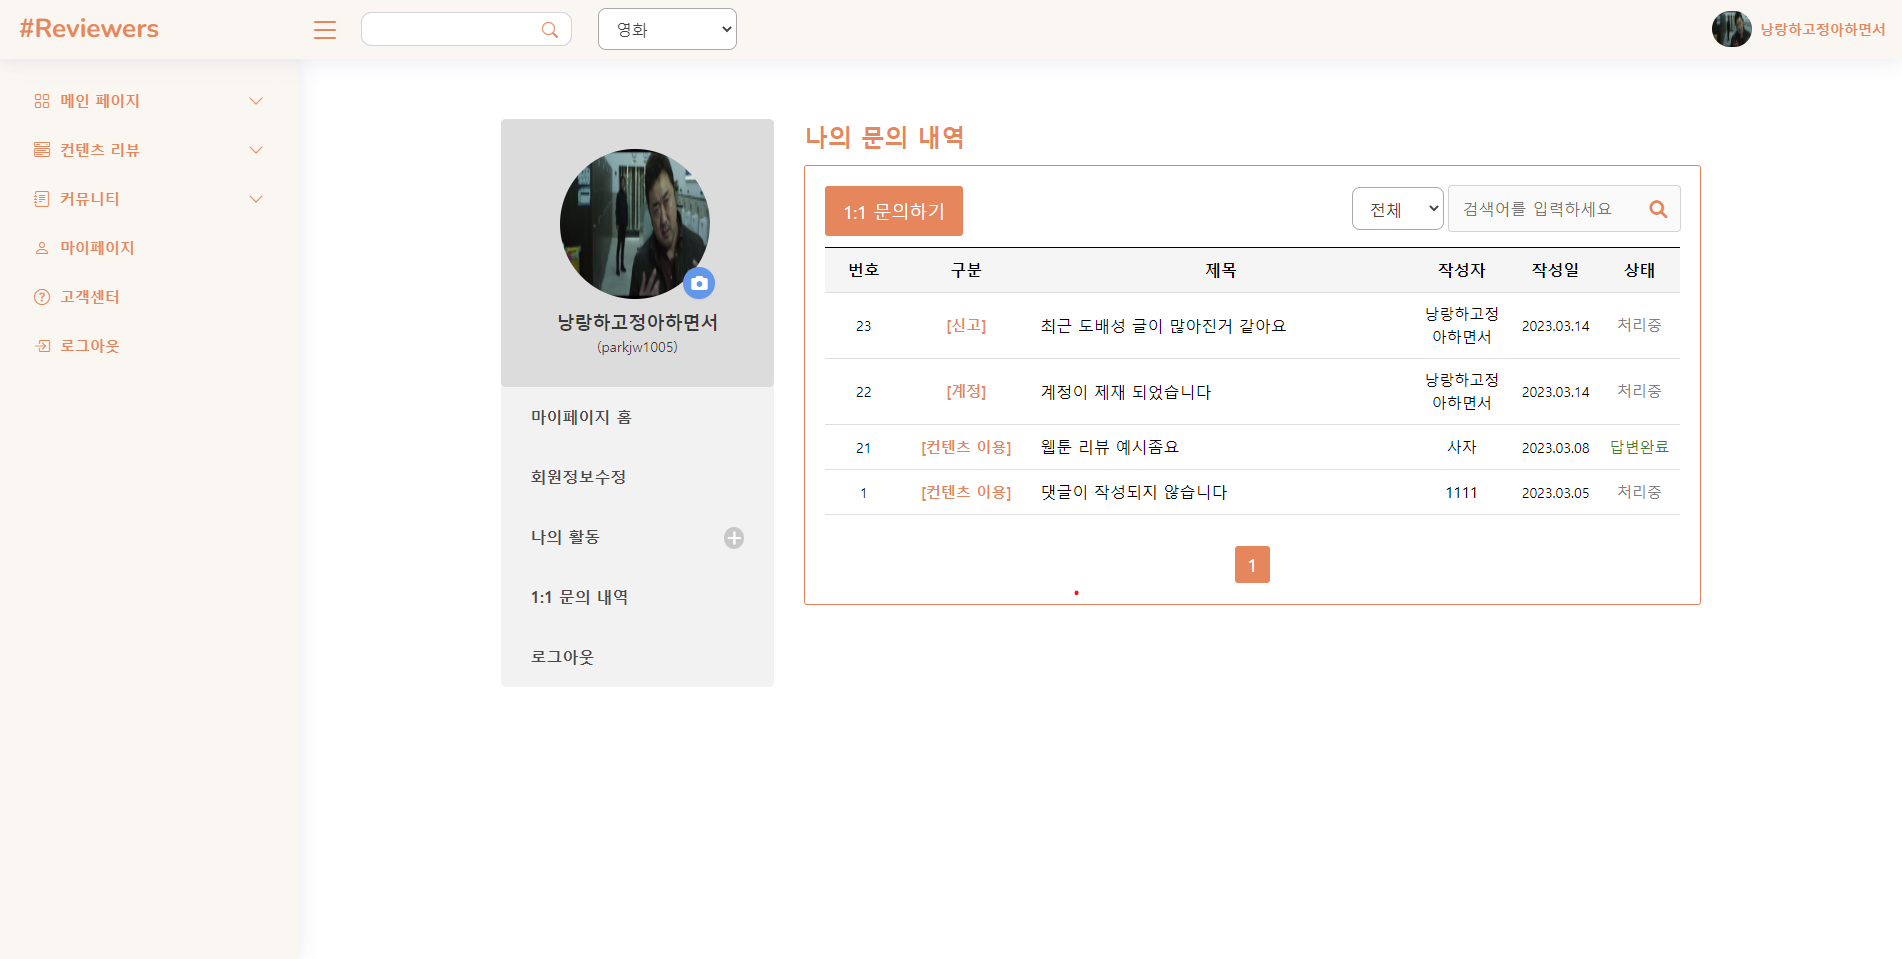 #Reviewers
영화
낭랑하고정아하면서
메인 페이지
컨텐츠 리뷰
커뮤니티
마이페이지
고객센터
로그아웃
낭랑하고정아하면서
(parkjw1005)
마이페이지 홈
회원정보수정
나의 활동
1:1 문의 내역
로그아웃
나의 문의 내역
1:1 문의하기
전체
검색어를 입력하세요
번호 구분 제목 작성자 작성일 상태
23 [신고] 최근 도배성 글이 많아진거 같아요 낭랑하고정아하면서 2023.03.14 처리중
22 [계정] 계정이 제재 되었습니다 낭랑하고정아하면서 2023.03.14 처리중
21 [컨텐츠 이용] 웹툰 리뷰 예시좀요 사자 2023.03.08 답변완료
1 [컨텐츠 이용] 댓글이 작성되지 않습니다 1111 2023.03.05 처리중
1